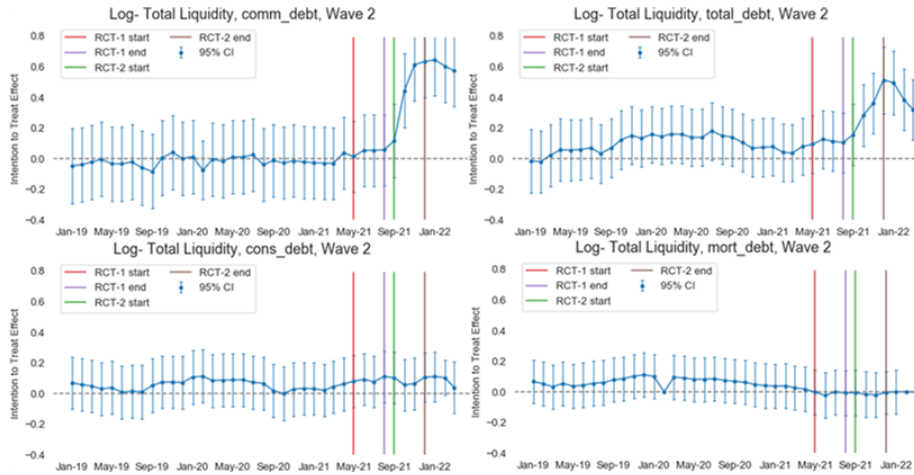 Log- Total Liquidity, comm_debt, Wave 2
Intention to Treat Effect
0.8
0.6
0.4
0.2
0.0
−0.2
−0.4
RCT-1 start
RCT-1 end
RCT-2 start
RCT-2 end
95% CI
Jan-19 May-19 Sep-19 Jan-20 May-20 Sep-20 Jan-21 May-21 Sep-21 Jan-22
Log- Total Liquidity, total_debt, Wave 2
Intention to Treat Effect
0.8
0.6
0.4
0.2
0.0
−0.2
−0.4
RCT-1 start
RCT-1 end
RCT-2 start
RCT-2 end
95% CI
Jan-19 May-19 Sep-19 Jan-20 May-20 Sep-20 Jan-21 May-21 Sep-21 Jan-22
Log- Total Liquidity, cons_debt, Wave 2
Intention to Treat Effect
0.8
0.6
0.4
0.2
0.0
−0.2
−0.4
RCT-1 start
RCT-1 end
RCT-2 start
RCT-2 end
95% CI
Jan-19 May-19 Sep-19 Jan-20 May-20 Sep-20 Jan-21 May-21 Sep-21 Jan-22
Log- Total Liquidity, mort_debt, Wave 2
Intention to Treat Effect
0.8
0.6
0.4
0.2
0.0
−0.2
−0.4
RCT-1 start
RCT-1 end
RCT-2 start
RCT-2 end
95% CI
Jan-19 May-19 Sep-19 Jan-20 May-20 Sep-20 Jan-21 May-21 Sep-21 Jan-22